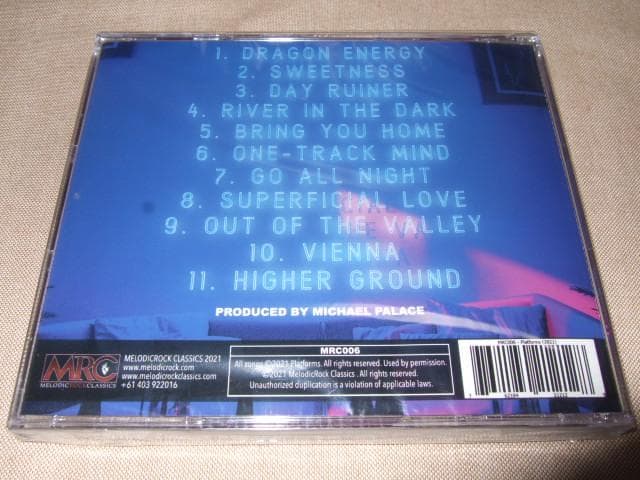 1. DRAGON ENERGY
2. SWEETNESS
3. DAY RUINER
4. RIVER IN THE DARK
5. BRING YOU HOME
6. ONE-TRACK MIND
7. GO ALL NIGHT
8. SUPERFICIAL LOVE
9. OUT OF THE VALLEY
10. VIENNA
11. HIGHER GROUND
PRODUCED BY MICHAEL PALACE
MRC
MELODICROCKCLASSICS
MELODICROCK CLASSICS 2021
www.melodicrock.com
www.melodicrockclassics.com
+61 403 922016
MRC006
All songs ©2021 Platforms. All rights reserved. Used by permission.
©2021 MelodicRock Classics . All rights reserved.
Unauthorized duplication is a violation of applicable laws.
MRC006 - Platforms (2021)